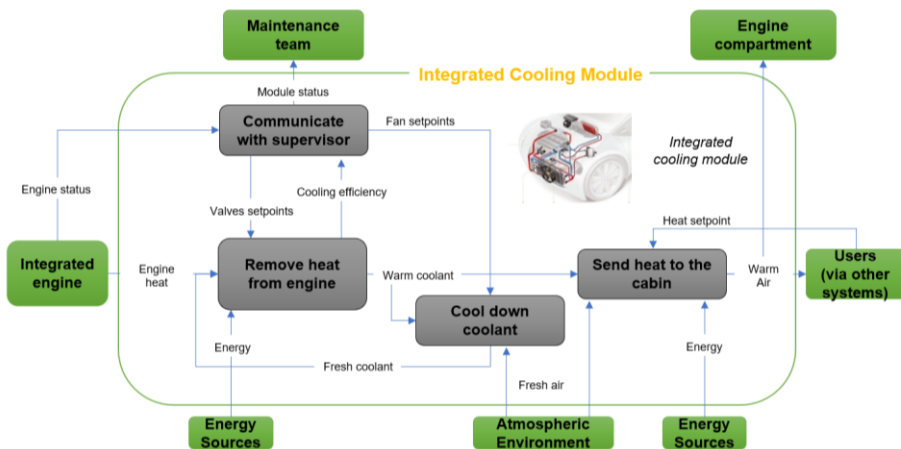 Maintenance
team
Engine
compartment
Integrated Cooling Module
Module status
Communicate
with supervisor
Fan setpoints
Integrated
cooling module
Engine status
Cooling efficiency
Valves setpoints
Heat setpoint
Integrated
engine
Engine
heat
Remove heat
from engine
Warm coolant
Send heat to the
cabin
Warm
Air
Users
(via other
systems)
Cool down
coolant
Energy
Fresh coolant
Energy
Fresh air
Energy
Sources
Atmospheric
Environment
Energy
Sources